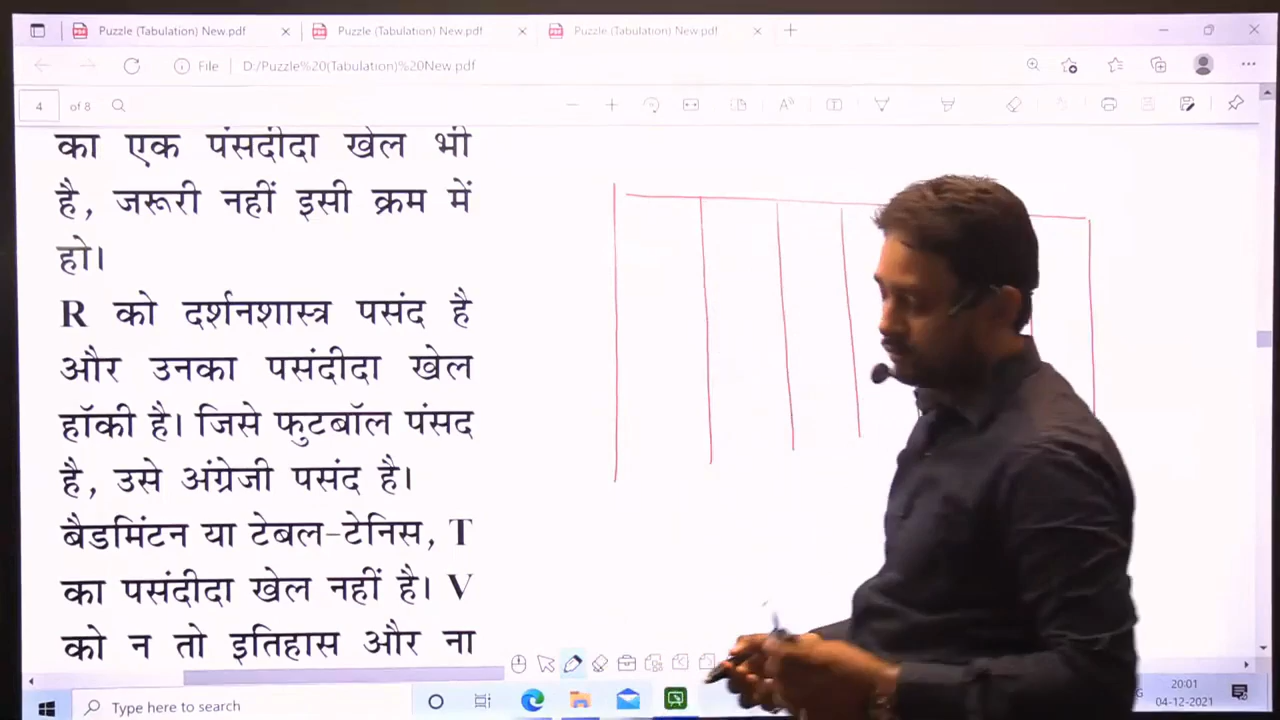 Puzzle (Tabulation) New.pdf
Puzzle (Tabulation) New.pdf
Puzzle (Tabulation) New.pdf
File D:/Puzzle%20(Tabulation)%20New.pdf
4 of 8
का एक पंसदीदा खेल भी
है, जरूरी नहीं इसी क्रम में
हो।
R को दर्शनशास्त्र पसंद है
और उनका पसंदीदा खेल
हॉकी है। जिसे फुटबॉल पंसद
है, उसे अंग्रेजी पसंद है।
बैडमिंटन या टेबल-टेनिस, T
का पसंदीदा खेल नहीं है। V
को न तो इतिहास और ना
Type here to search
G
20:01
04-12-2021